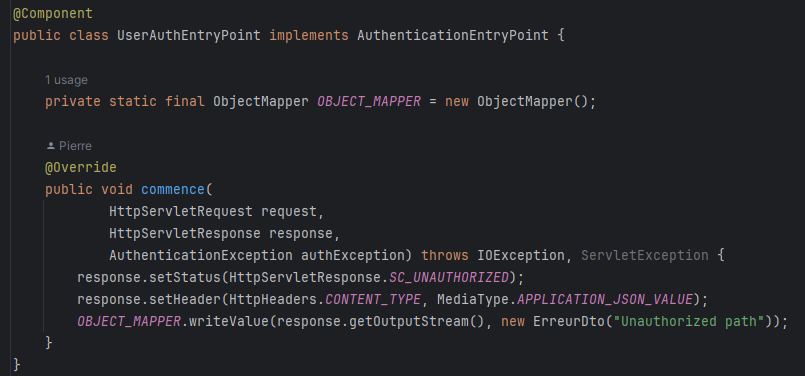 @Component
public class UserAuthEntryPoint implements AuthenticationEntryPoint {
1 usage
private static final ObjectMapper OBJECT_MAPPER = new ObjectMapper();
Pierre
@Override
public void commence(
HttpServletRequest request,
HttpServletResponse response,
AuthenticationException authException) throws IOException, ServletException {
response.setStatus(HttpServletResponse.SC_UNAUTHORIZED);
response.setHeader(HttpHeaders.CONTENT_TYPE, MediaType.APPLICATION_JSON_VALUE);
OBJECT_MAPPER.writeValue(response.getOutputStream(), new ErreurDto("Unauthorized path"));
}
}